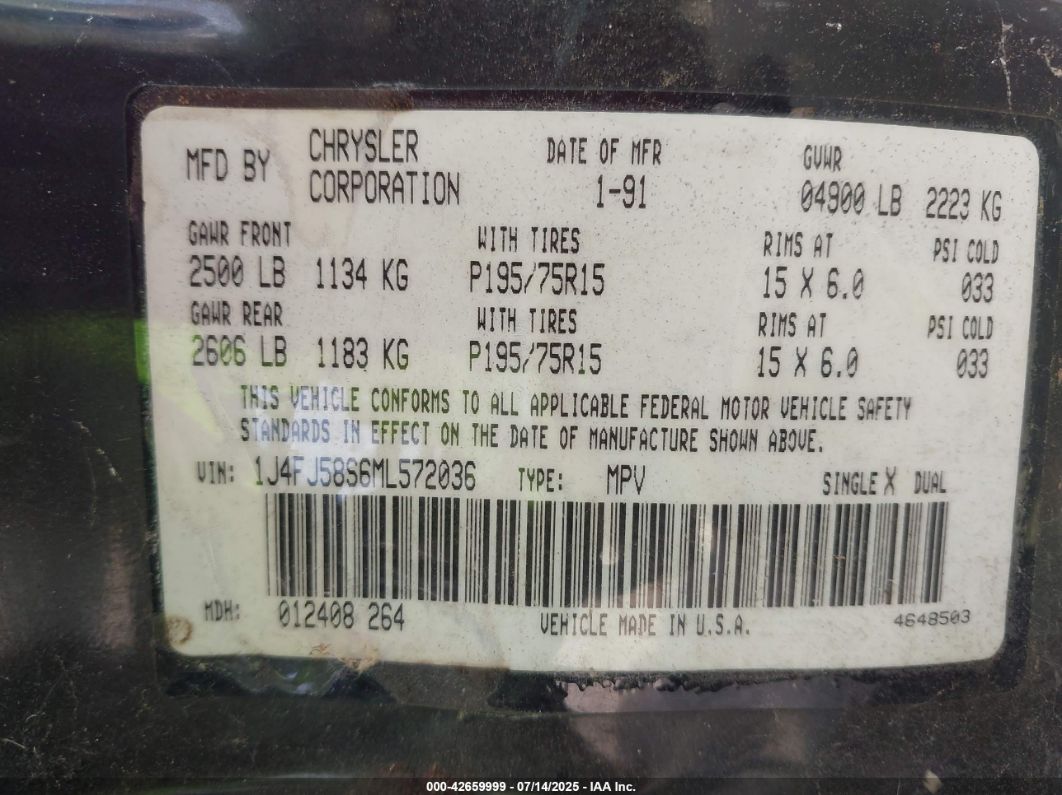 MFD BY CHRYSLER CORPORATION DATE OF MFR 1-91 GVWR 04900 LB 2223 KG
GAWR FRONT WITH TIRES RIMS AT PSI COLD
2500 LB 1134 KG P195/75R15 15 X 6.0 033
GAWR REAR WITH TIRES RIMS AT PSI COLD
2606 LB 1183 KG P195/75R15 15 X 6.0 033
THIS VEHICLE CONFORMS TO ALL APPLICABLE FEDERAL MOTOR VEHICLE SAFETY
STANDARDS IN EFFECT ON THE DATE OF MANUFACTURE SHOWN ABOVE.
VIN: 1J4FJ58S6ML572036 TYPE: MPV SINGLE X DUAL
MDH: 012408 264 VEHICLE MADE IN U.S.A. 4648503
000-42659999 - 07/14/2025 - IAA Inc.